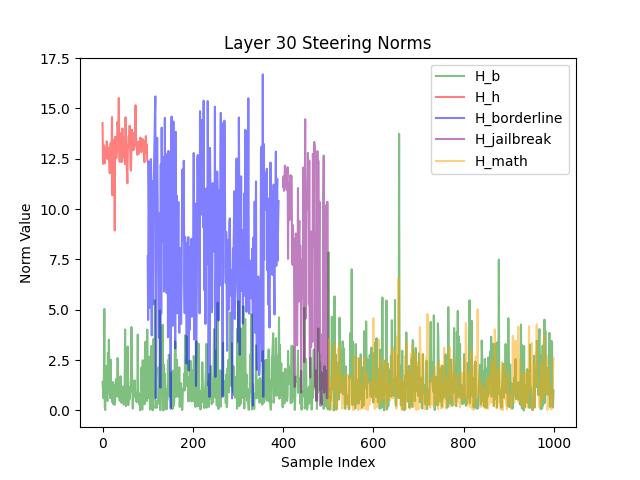 Layer 30 Steering Norms
Norm Value
17.5
15.0
12.5
10.0
7.5
5.0
2.5
0.0
H_b
H_h
H_borderline
H_jailbreak
H_math
0
200
400
600
800
1000
Sample Index